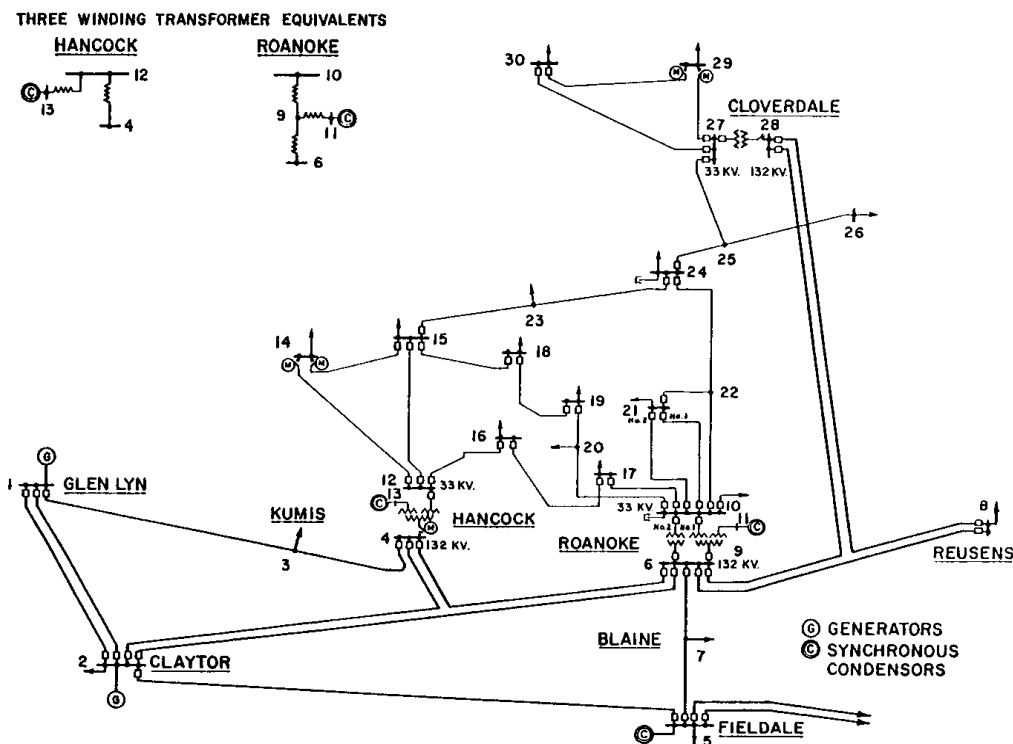 THREE WINDING TRANSFORMER EQUIVALENTS
HANCOCK
ROANOKE
12
C
13
4
10
9
C
11
6
30
29
M
M
CLOVERDALE
27
28
33 KV.
132 KV.
26
25
24
23
15
14
M
M
18
19
22
21
No. 2
16
20
17
G
1
GLEN LYN
12
33 KV.
13
C
HANCOCK
M
KUMIS
4
132 KV.
3
33 KV.
10
No.2
No.1
11
C
ROANOKE
9
6
132 KV.
8
REUSENS
BLAINE
7
2
CLAYTOR
G
G GENERATORS
C SYNCHRONOUS
CONDENSORS
C
5
FIELDALE